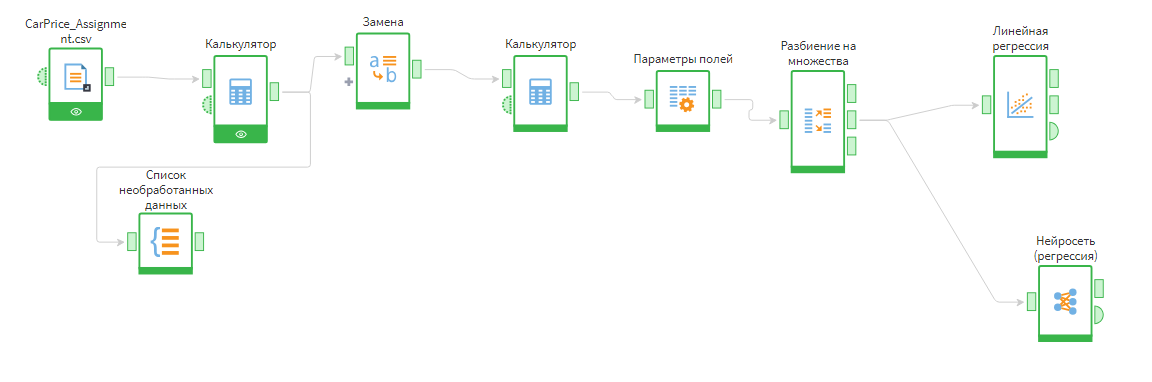 CarPrice_Assignme
nt.csv
Калькулятор
Замена
a
b
Калькулятор
Параметры полей
Разбиение на
множества
Линейная
регрессия
Список
необработанных
данных
Нейросеть
(регрессия)